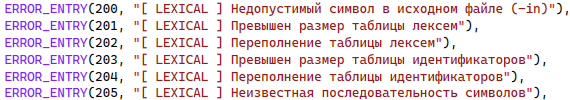 ERROR_ENTRY(200, "[ LEXICAL ] Недопустимый символ в исходном файле (-in)"),
ERROR_ENTRY(201, "[ LEXICAL ] Превышен размер таблицы лексем"),
ERROR_ENTRY(202, "[ LEXICAL ] Переполнение таблицы лексем"),
ERROR_ENTRY(203, "[ LEXICAL ] Превышен размер таблицы идентификаторов"),
ERROR_ENTRY(204, "[ LEXICAL ] Переполнение таблицы идентификаторов"),
ERROR_ENTRY(205, "[ LEXICAL ] Неизвестная последовательность символов"),